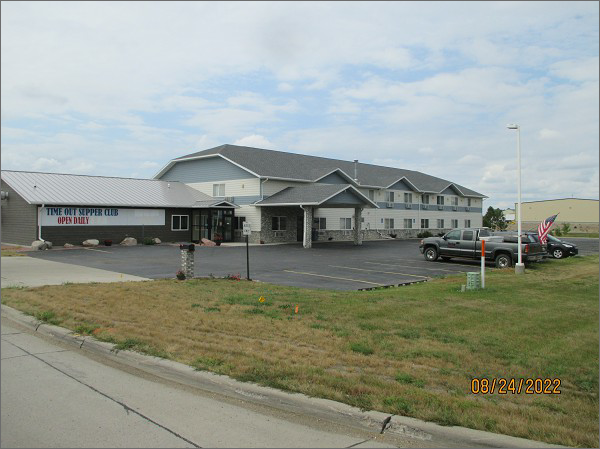 TIME OUT SUPPER CLUB
OPEN DAILY
08/24/2022